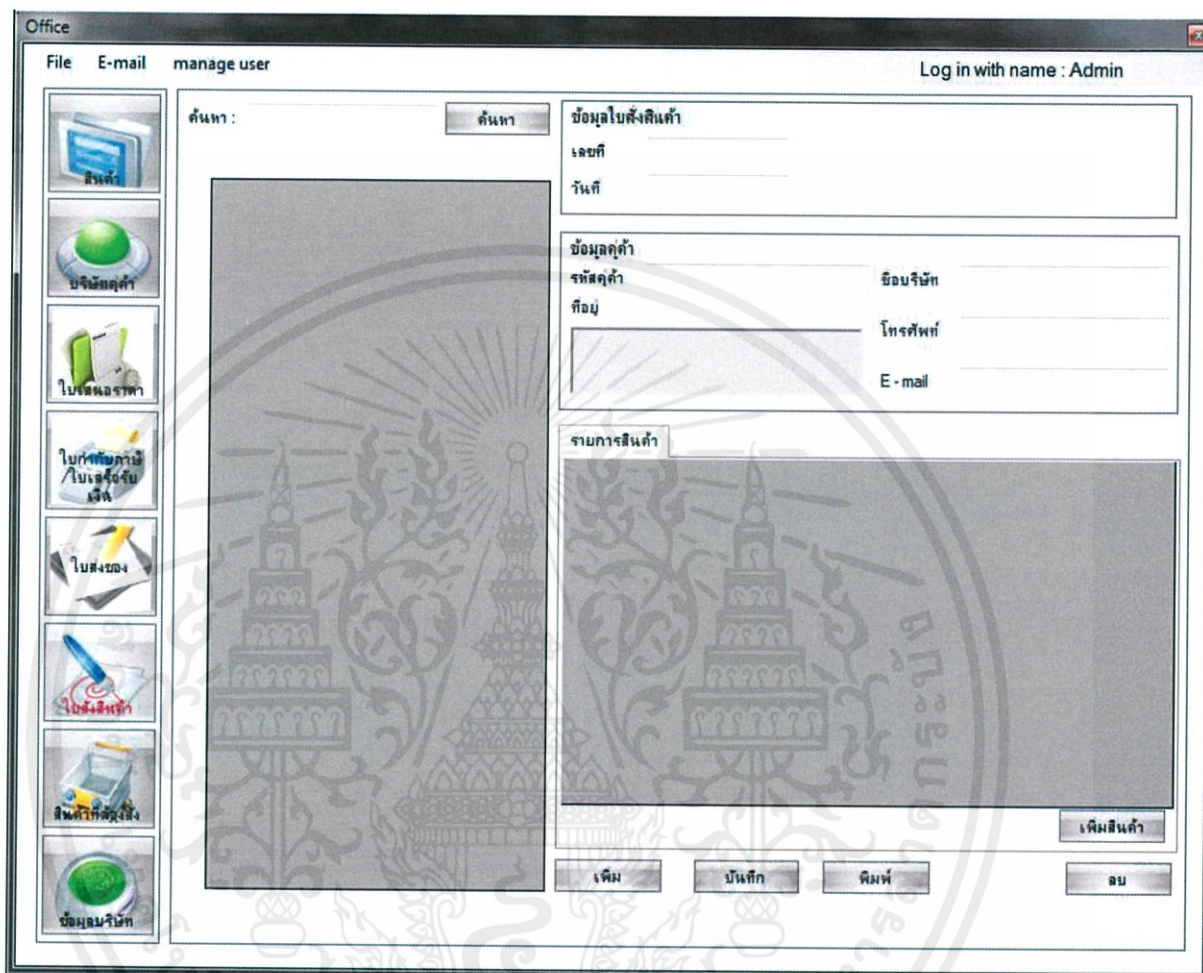 Office
File E-mail manage user
Log in with name : Admin
สินค้า
บริษัทคู่ค้า
ใบเสนอราคา
ใบกำกับภาษี
/ใบเสร็จรับ
เงิน
ใบส่งของ
ใบสั่งสินค้า
สินค้าที่ต้องสั่ง
ข้อมูลบริษัท
ค้นหา :
ค้นหา
ข้อมูลใบสั่งสินค้า
เลขที่
วันที่
ข้อมูลคู่ค้า
รหัสคู่ค้า
ชื่อบริษัท
ที่อยู่
โทรศัพท์
E - mail
รายการสินค้า
เพิ่มสินค้า
เพิ่ม
บันทึก
พิมพ์
ลบ